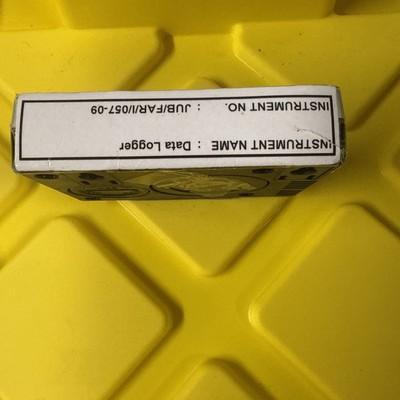 INSTRUMENT NAME : Data Logger
INSTRUMENT NO. : JUB/FAR/I/057-09